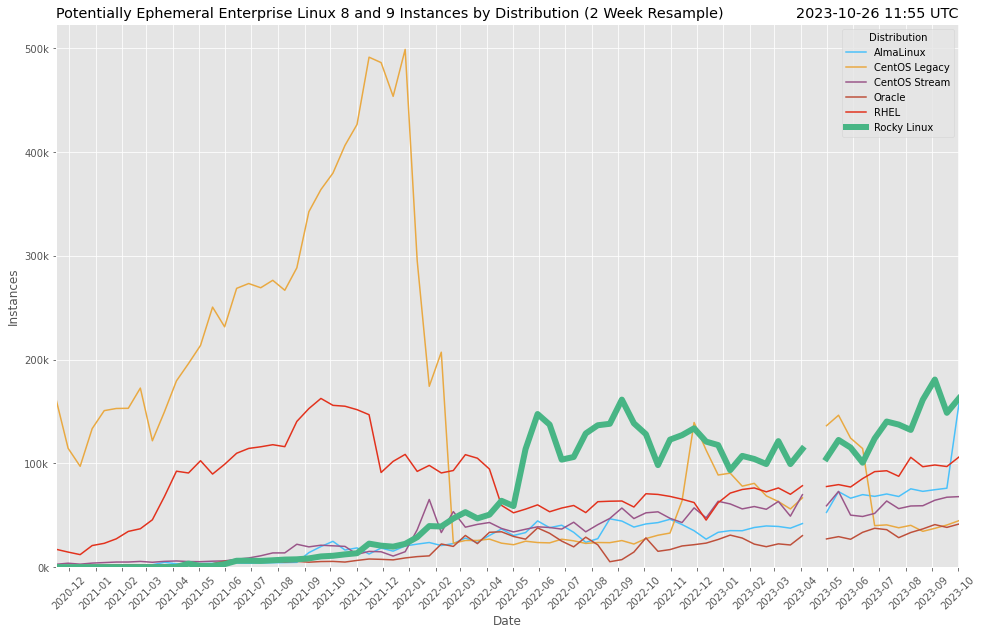 Potentially Ephemeral Enterprise Linux 8 and 9 Instances by Distribution (2 Week Resample)
2023-10-26 11:55 UTC
Distribution
AlmaLinux
CentOS Legacy
CentOS Stream
Oracle
RHEL
Rocky Linux
500k
400k
300k
200k
100k
0k
Instances
2020-12
2021-01
2021-02
2021-03
2021-04
2021-05
2021-06
2021-07
2021-08
2021-09
2021-10
2021-11
2021-12
2022-01
2022-02
2022-03
2022-04
2022-05
2022-06
2022-07
2022-08
2022-09
2022-10
2022-11
2022-12
2023-01
2023-02
2023-03
2023-04
2023-05
2023-06
2023-07
2023-08
2023-09
2023-10
Date